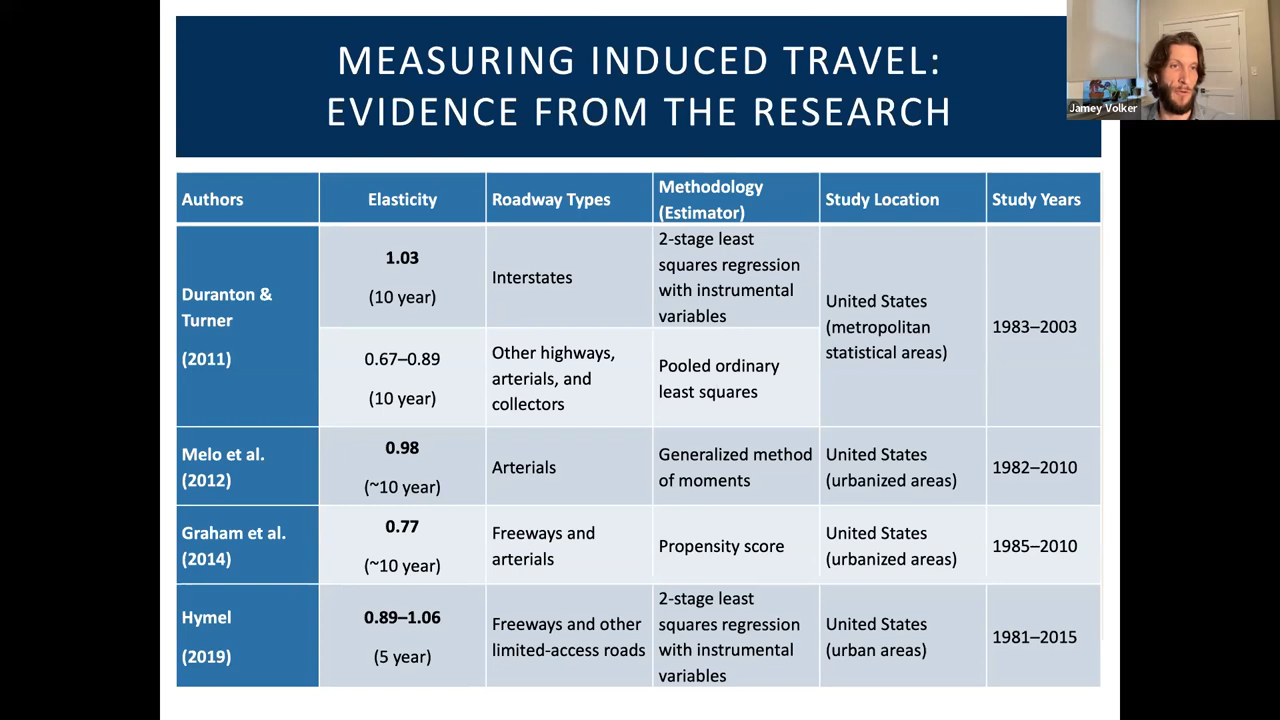 MEASURING INDUCED TRAVEL:
EVIDENCE FROM THE RESEARCH
Jamey Volker
Authors
Elasticity
Roadway Types
Methodology
(Estimator)
Study Location
Study Years
Duranton &
Turner
(2011)
1.03
(10 year)
Interstates
2-stage least
squares regression
with instrumental
variables
United States
(metropolitan
statistical areas)
1983–2003
0.67–0.89
(10 year)
Other highways,
arterials, and
collectors
Pooled ordinary
least squares
Melo et al.
(2012)
0.98
(~10 year)
Arterials
Generalized method
of moments
United States
(urbanized areas)
1982–2010
Graham et al.
(2014)
0.77
(~10 year)
Freeways and
arterials
Propensity score
United States
(urbanized areas)
1985–2010
Hymel
(2019)
0.89–1.06
(5 year)
Freeways and other
limited-access roads
2-stage least
squares regression
with instrumental
variables
United States
(urban areas)
1981–2015